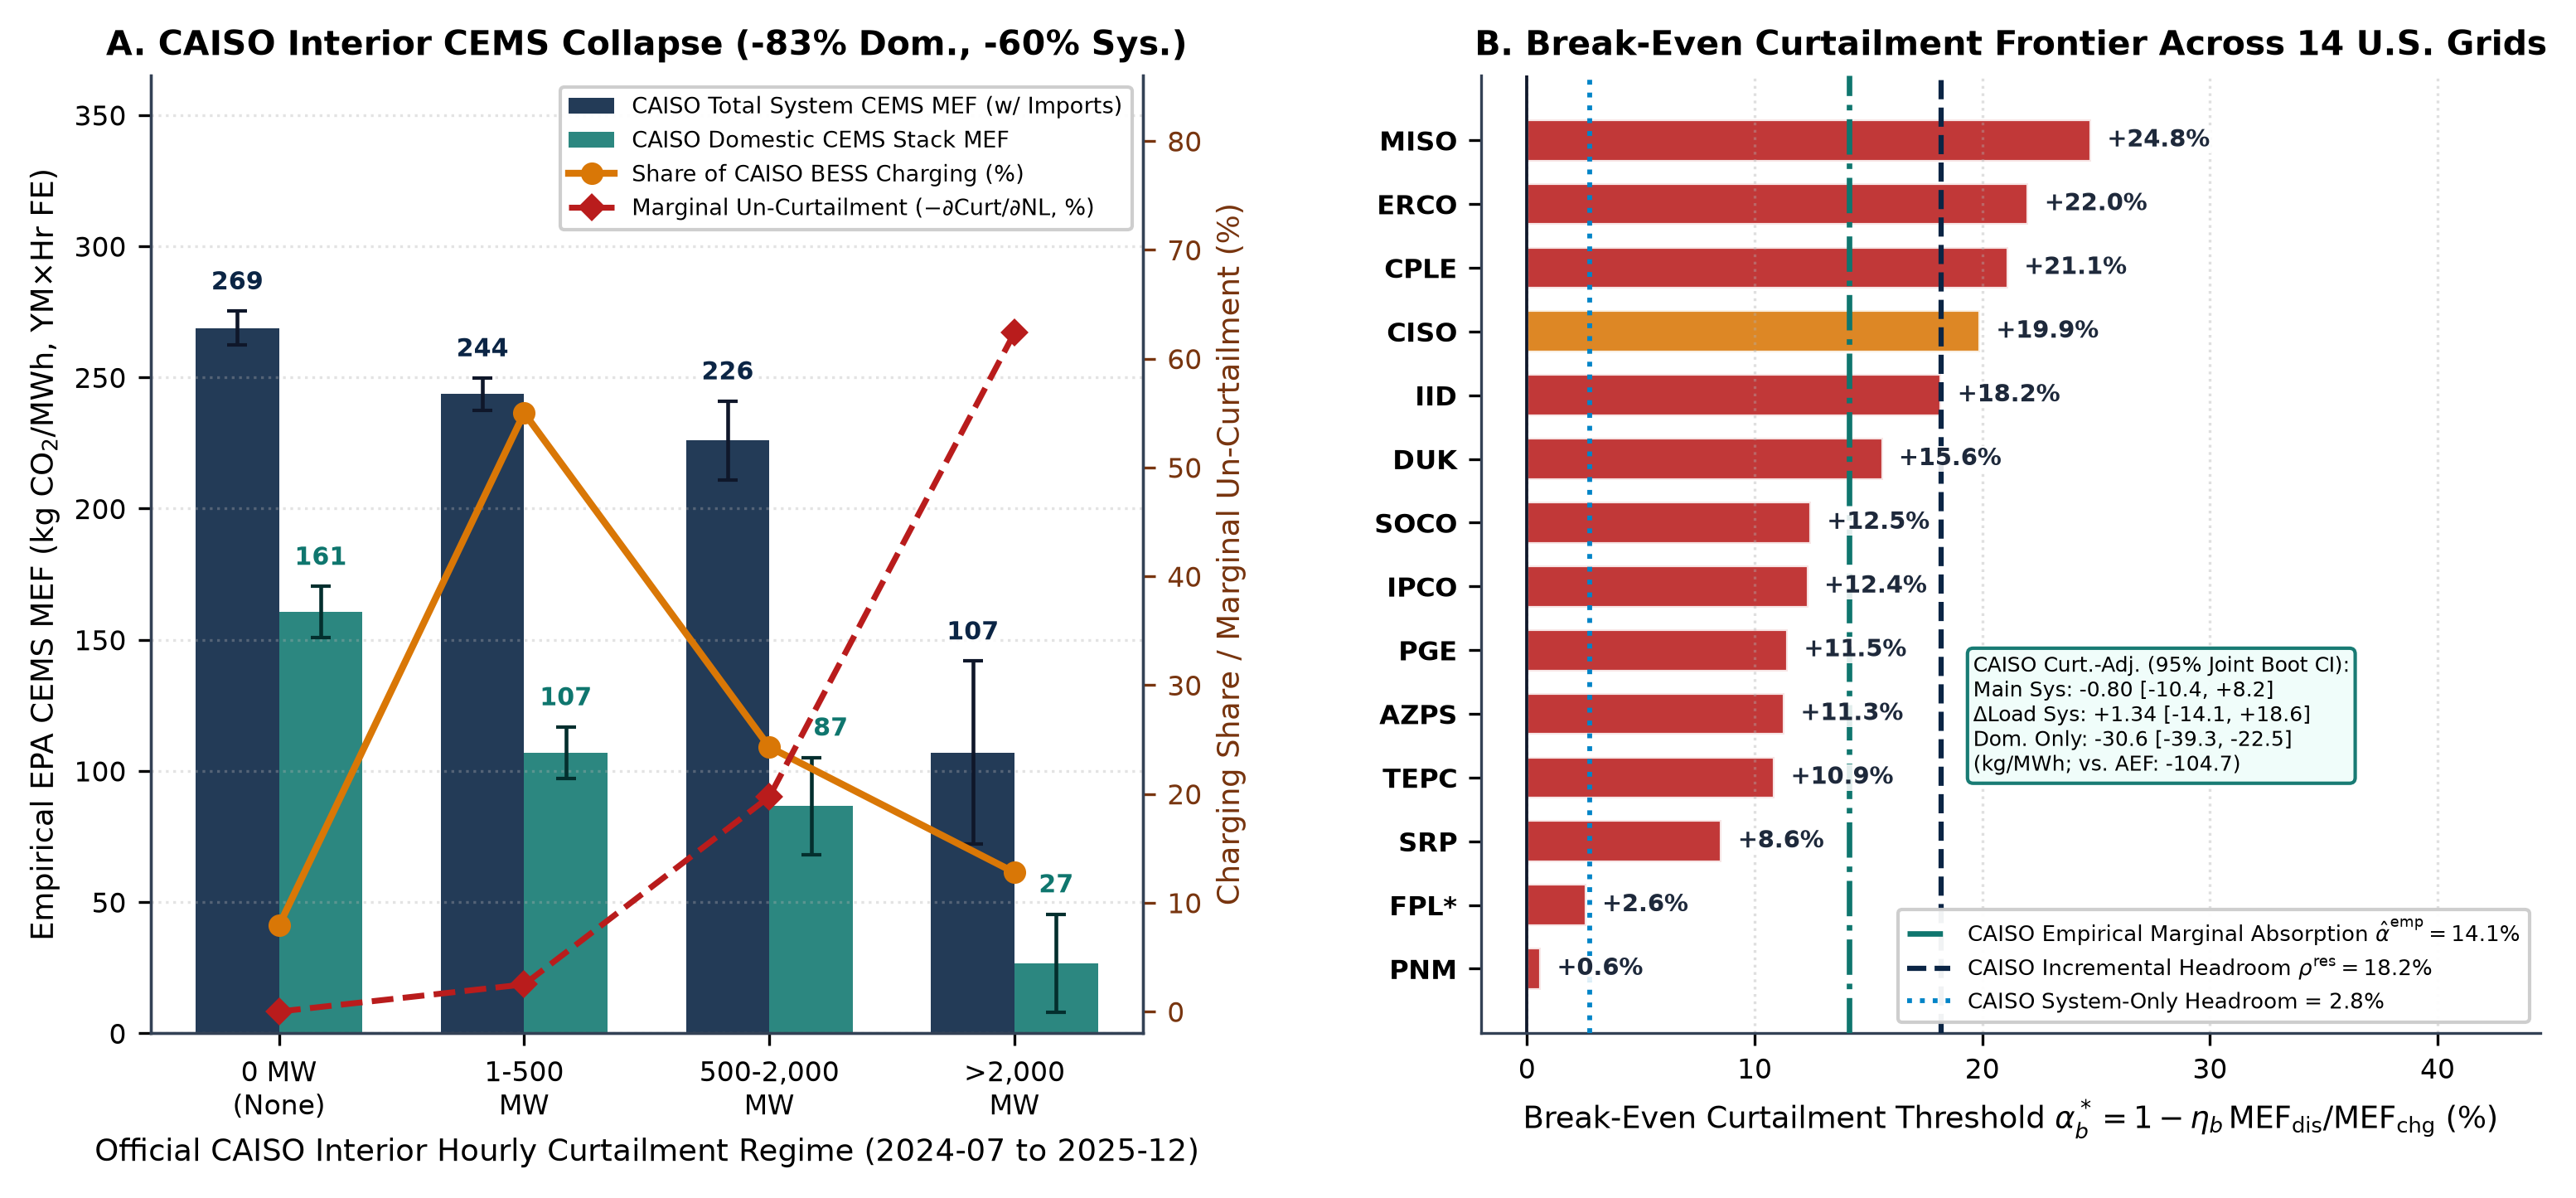 A. CAISO Interior CEMS Collapse (-83% Dom., -60% Sys.)
Empirical EPA CEMS MEF (kg CO₂/MWh, YM×Hr FE)
350
300
250
200
150
100
50
0
CAISO Total System CEMS MEF (w/ Imports)
CAISO Domestic CEMS Stack MEF
Share of CAISO BESS Charging (%)
Marginal Un-Curtailment (−∂Curt/∂NL, %)
269
161
244
107
226
87
107
27
80
70
60
50
40
30
20
10
0
Charging Share / Marginal Un-Curtailment (%)
0 MW
(None)
1-500
MW
500-2,000
MW
>2,000
MW
Official CAISO Interior Hourly Curtailment Regime (2024-07 to 2025-12)
B. Break-Even Curtailment Frontier Across 14 U.S. Grids
MISO +24.8%
ERCO +22.0%
CPLE +21.1%
CISO +19.9%
IID +18.2%
DUK +15.6%
SOCO +12.5%
IPCO +12.4%
PGE +11.5%
AZPS +11.3%
TEPC +10.9%
SRP +8.6%
FPL* +2.6%
PNM +0.6%
CAISO Curt.-Adj. (95% Joint Boot CI):
Main Sys: -0.80 [-10.4, +8.2]
ΔLoad Sys: +1.34 [-14.1, +18.6]
Dom. Only: -30.6 [-39.3, -22.5]
(kg/MWh; vs. AEF: -104.7)
CAISO Empirical Marginal Absorption α̂^emp = 14.1%
CAISO Incremental Headroom ρ^res = 18.2%
CAISO System-Only Headroom = 2.8%
0 10 20 30 40
Break-Even Curtailment Threshold α*_b = 1 − η_b MEF_dis/MEF_chg (%)